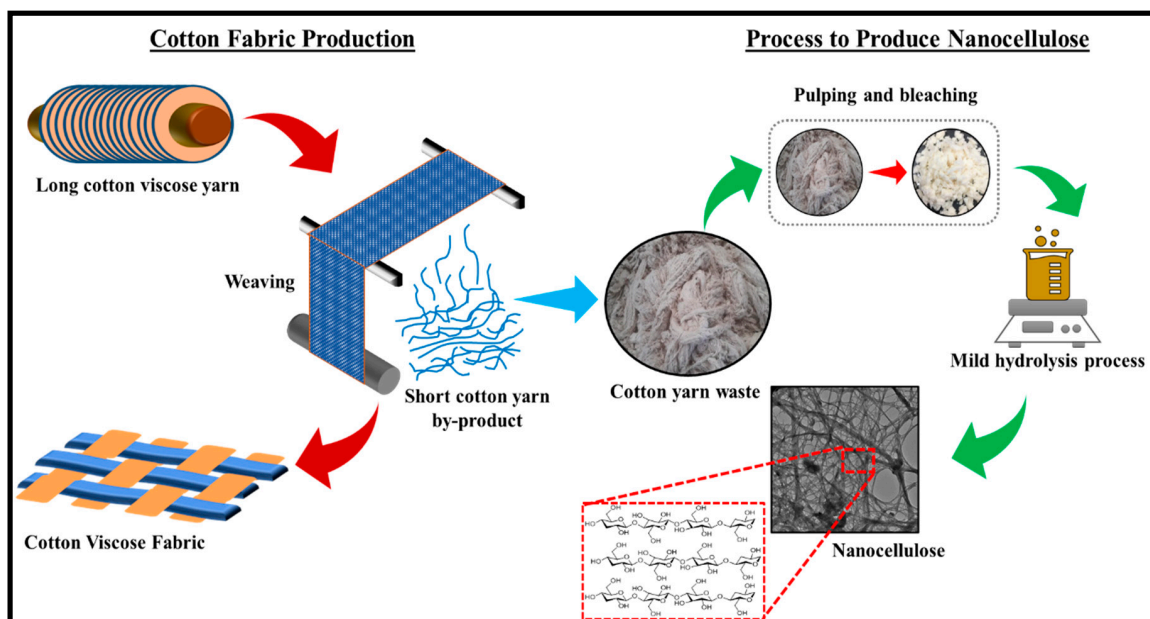 Cotton Fabric Production
Long cotton viscose yarn
Weaving
Short cotton yarn
by-product
Cotton Viscose Fabric
Process to Produce Nanocellulose
Pulping and bleaching
Cotton yarn waste
Mild hydrolysis process
Nanocellulose